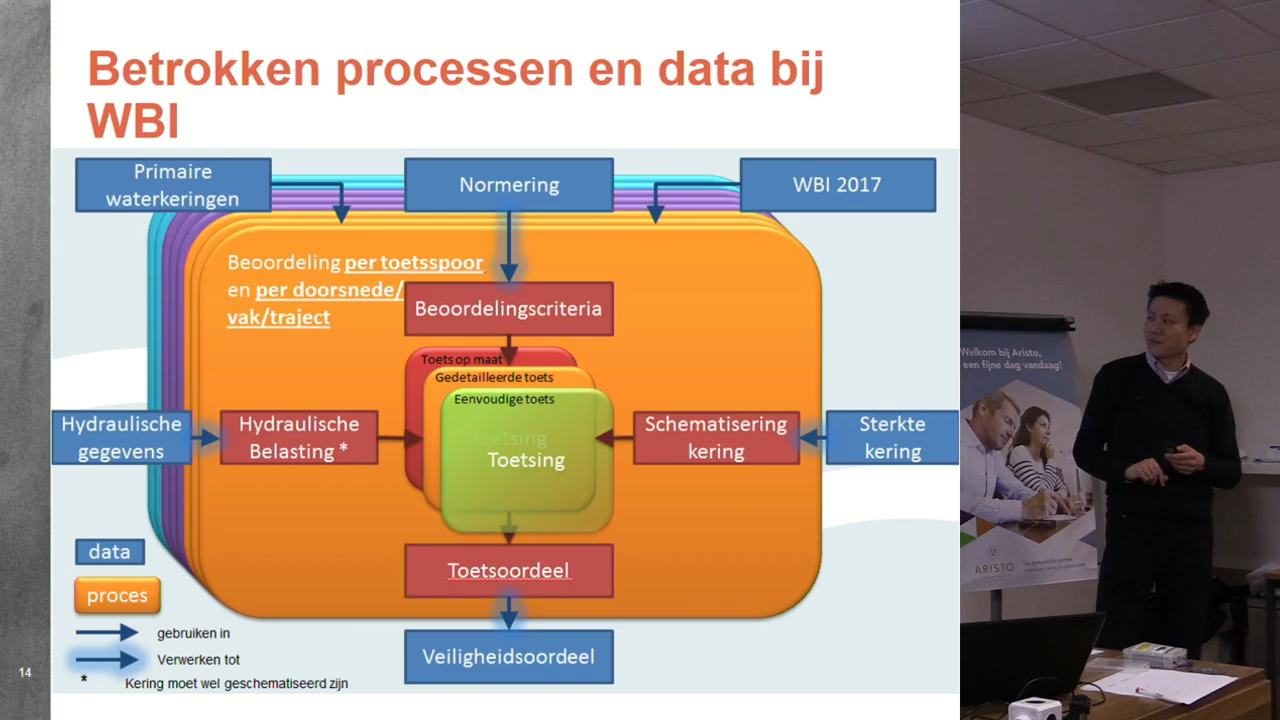 Betrokken processen en data bij
WBI
Primaire
waterkeringen
Normering
WBI 2017
Beoordeling per toetsspoor
en per doorsnede/
vak/traject
Beoordelingscriteria
Toets op maat
Gedetailleerde toets
Eenvoudige toets
Hydraulische
gegevens
Hydraulische
Belasting *
Toetsing
Toetsing
Schematisering
kering
Sterkte
kering
data
Toetsoordeel
proces
gebruiken in
Verwerken tot
Veiligheidsoordeel
* Kering moet wel geschematiseerd zijn
14
Welkom bij Aristo,
een fijne dag vandaag!
ARISTO